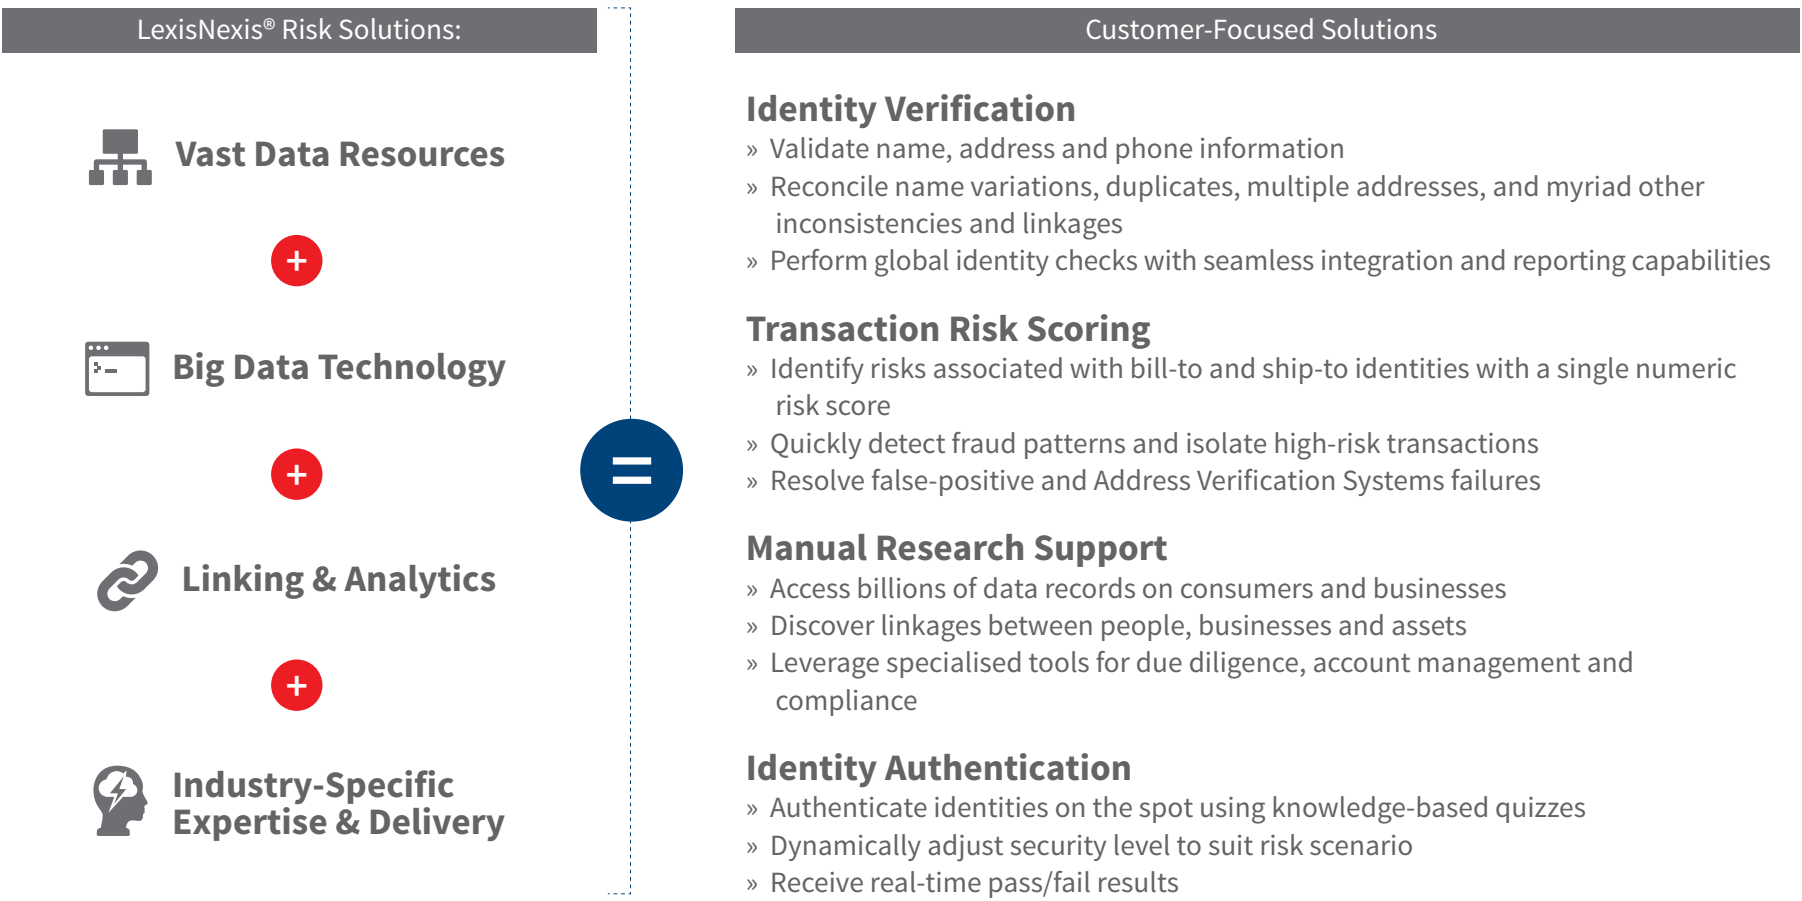 LexisNexis® Risk Solutions:
Vast Data Resources
+
Big Data Technology
+
Linking & Analytics
+
Industry-Specific
Expertise & Delivery
=
Customer-Focused Solutions
Identity Verification
» Validate name, address and phone information
» Reconcile name variations, duplicates, multiple addresses, and myriad other
inconsistencies and linkages
» Perform global identity checks with seamless integration and reporting capabilities
Transaction Risk Scoring
» Identify risks associated with bill-to and ship-to identities with a single numeric
risk score
» Quickly detect fraud patterns and isolate high-risk transactions
» Resolve false-positive and Address Verification Systems failures
Manual Research Support
» Access billions of data records on consumers and businesses
» Discover linkages between people, businesses and assets
» Leverage specialised tools for due diligence, account management and
compliance
Identity Authentication
» Authenticate identities on the spot using knowledge-based quizzes
» Dynamically adjust security level to suit risk scenario
» Receive real-time pass/fail results